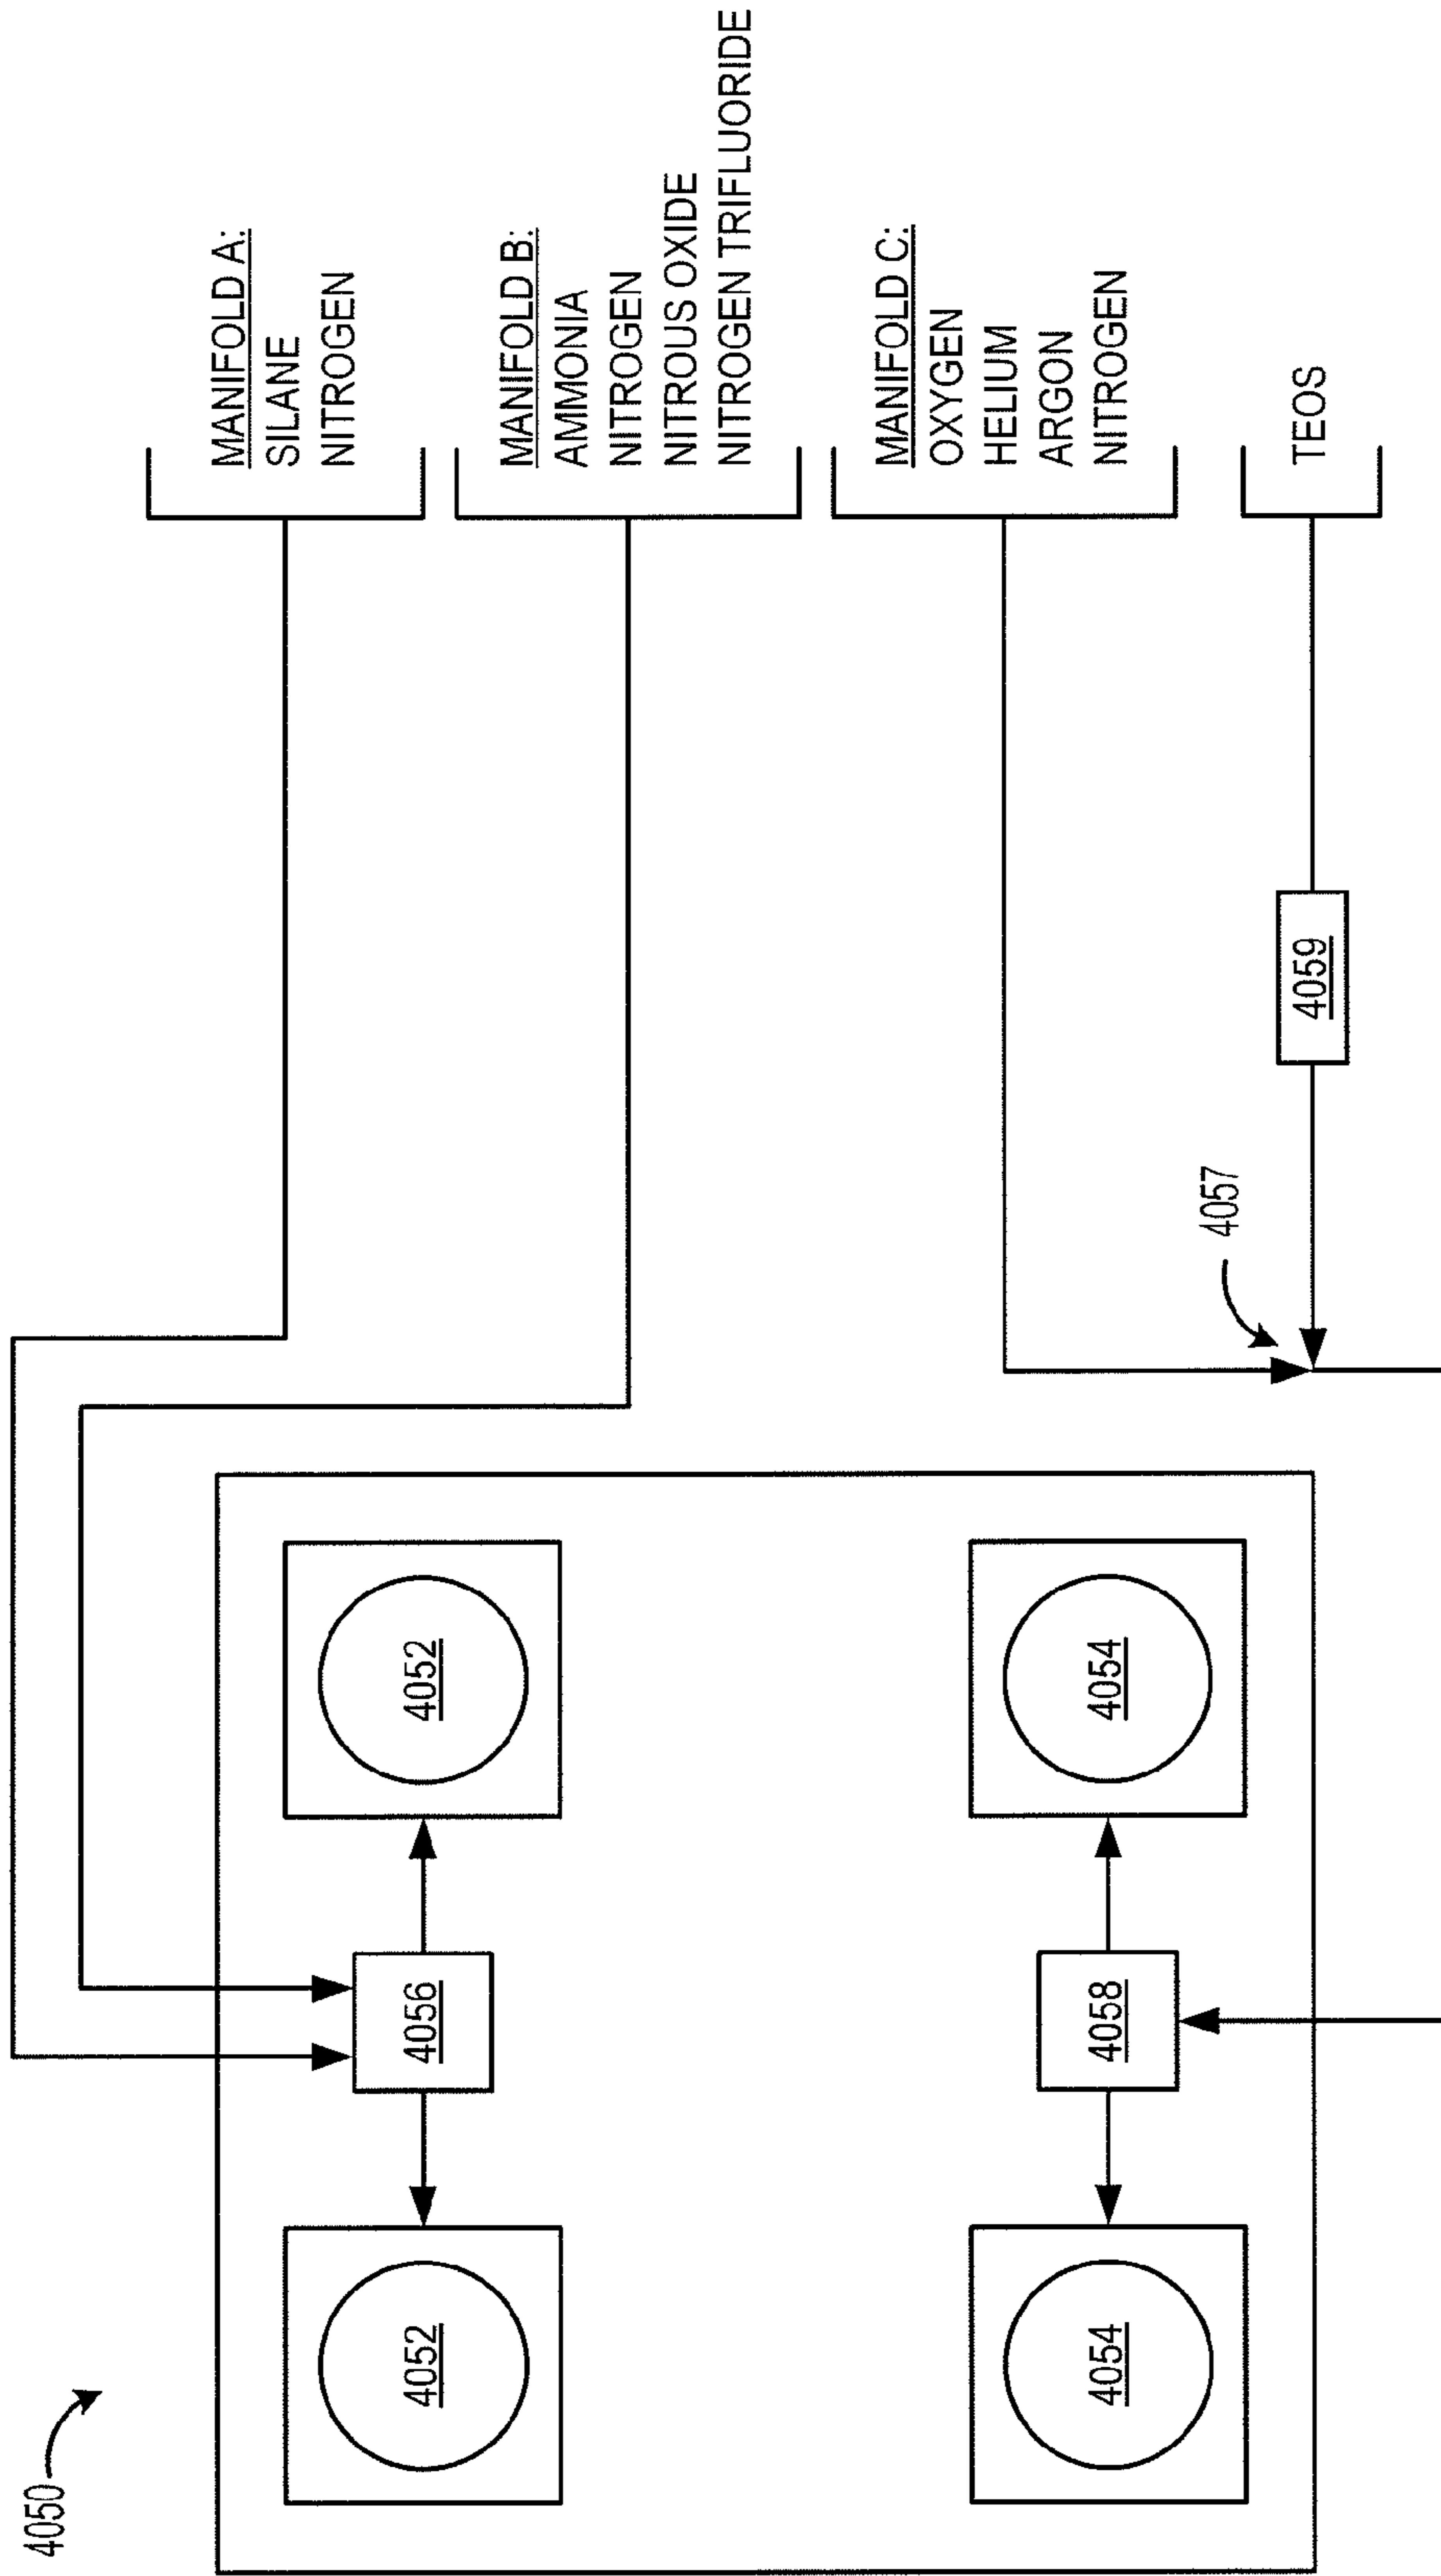 4050
MANIFOLD A:
SILANE
NITROGEN
MANIFOLD B:
AMMONIA
NITROGEN
NITROUS OXIDE
NITROGEN TRIFLUORIDE
MANIFOLD C:
OXYGEN
HELIUM
ARGON
NITROGEN
TEOS
4052
4056
4052
4054
4058
4054
4057
4059